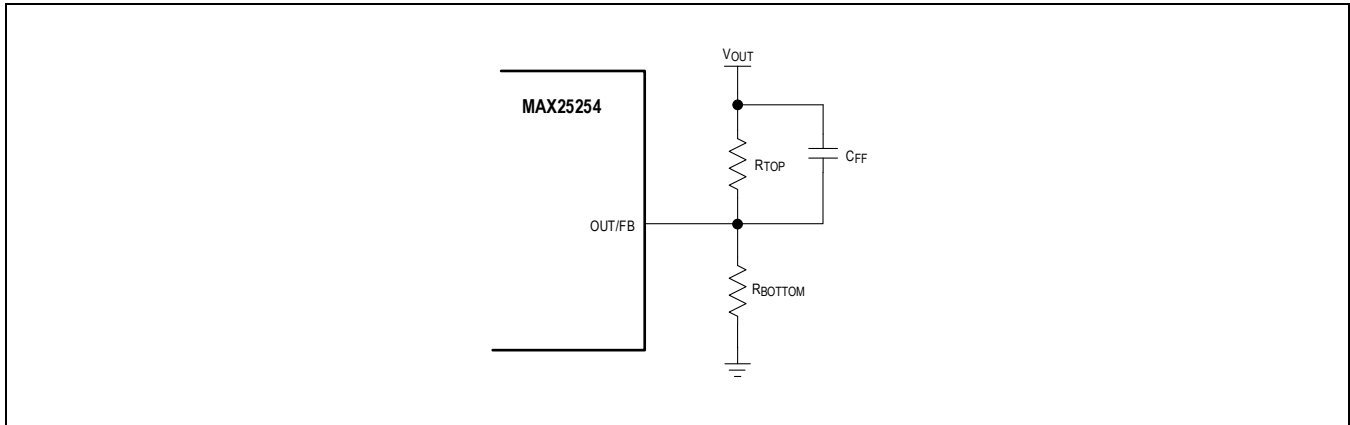 VOUT
MAX25254
RTOP
CFF
OUT/FB
RBOTTOM